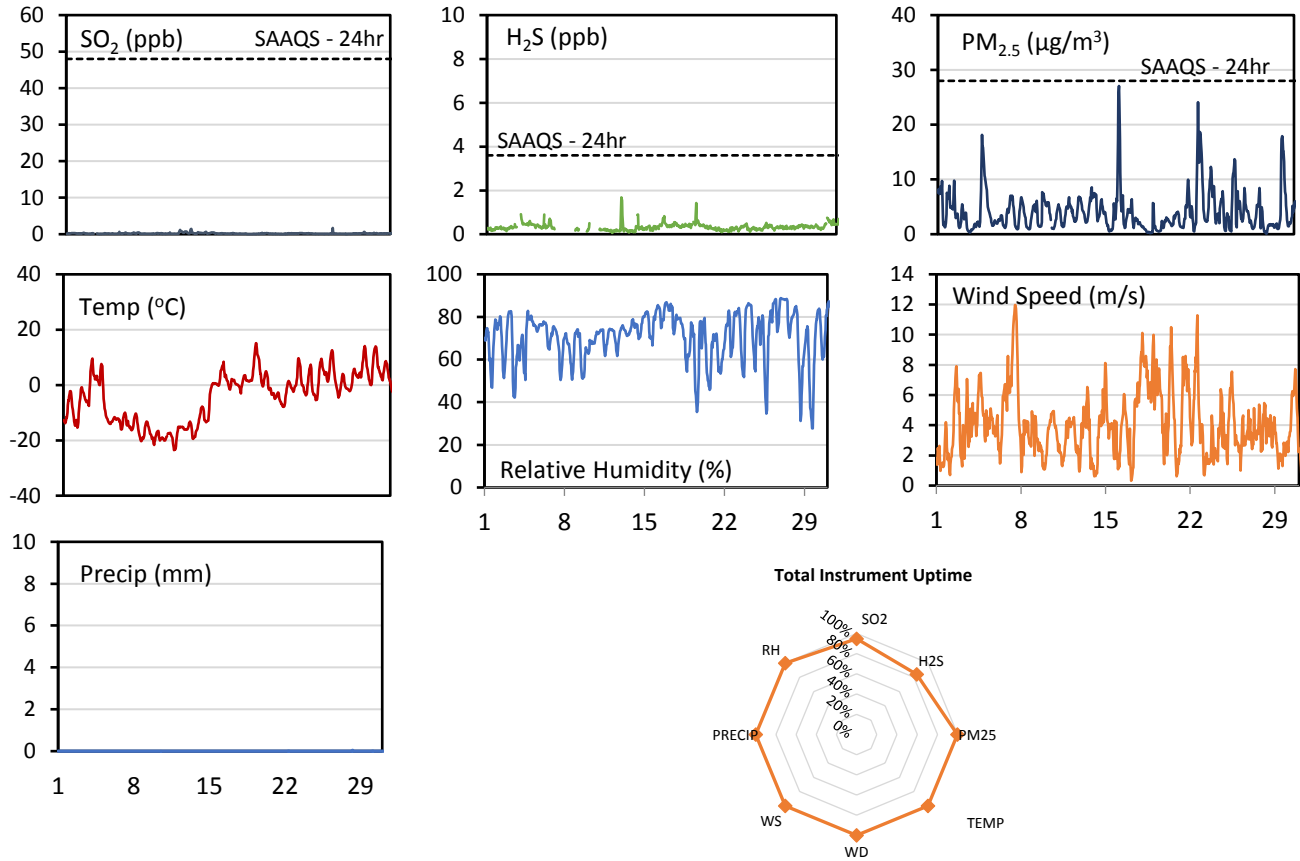 SO2 (ppb)
SAAQS - 24hr
60
50
40
30
20
10
0
H2S (ppb)
SAAQS - 24hr
10
8
6
4
2
0
PM2.5 (µg/m3)
SAAQS - 24hr
40
30
20
10
0
Temp (oC)
40
20
0
-20
-40
100
80
60
40
20
0
Relative Humidity (%)
1 8 15 22 29
Wind Speed (m/s)
14
12
10
8
6
4
2
0
1 8 15 22 29
Precip (mm)
10
8
6
4
2
0
1 8 15 22 29
Total Instrument Uptime
100%
80%
60%
40%
20%
0%
SO2
H2S
PM25
TEMP
WD
WS
PRECIP
RH